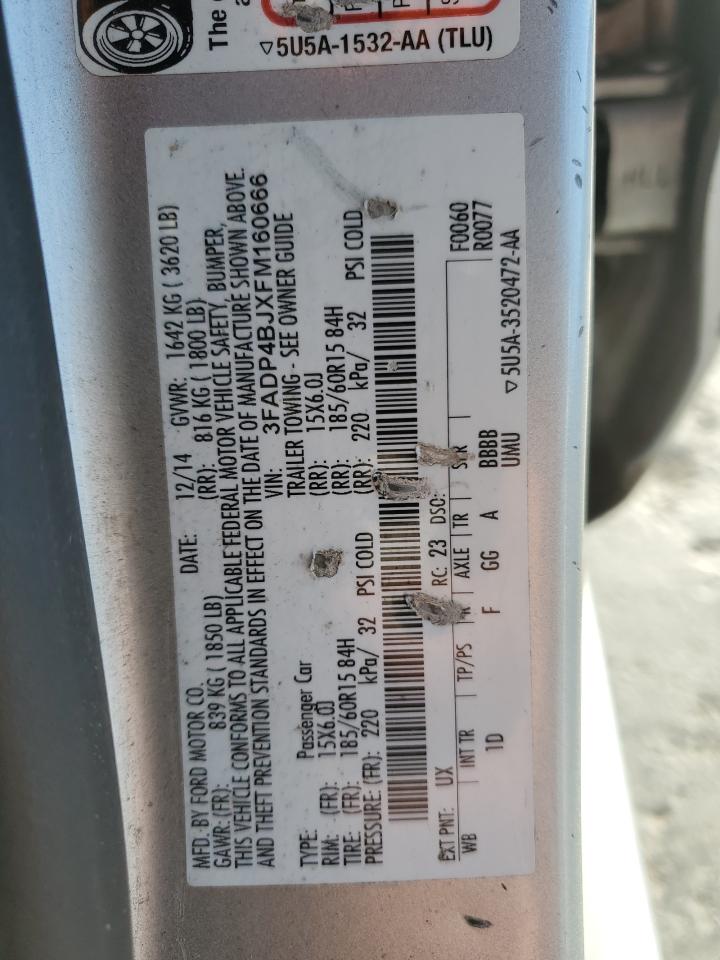 The
▽5U5A-1532-AA (TLU)
MFD. BY FORD MOTOR CO. DATE: 12/14 GVWR: 1642 KG ( 3620 LB)
GAWR: (FR): 839 KG ( 1850 LB) (RR): 816 KG ( 1800 LB)
THIS VEHICLE CONFORMS TO ALL APPLICABLE FEDERAL MOTOR VEHICLE SAFETY, BUMPER,
AND THEFT PREVENTION STANDARDS IN EFFECT ON THE DATE OF MANUFACTURE SHOWN ABOVE.
VIN: 3FADP4BJXFM160666
TYPE: Passenger Car TRAILER TOWING - SEE OWNER GUIDE
RIM: (FR): 15X6.0J (RR): 15X6.0J
TIRE: (FR): 185/60R15 84H (RR): 185/60R15 84H
PRESSURE: (FR): 220 kPa/ 32 PSI COLD (RR): 220 kPa/ 32 PSI COLD
EXT PNT: UX RC: 23 DSO: F0060
WB INT TR TP/PS R AXLE TR SPR R0077
1D F GG A BBBB
UMU
▽5U5A-3520472-AA